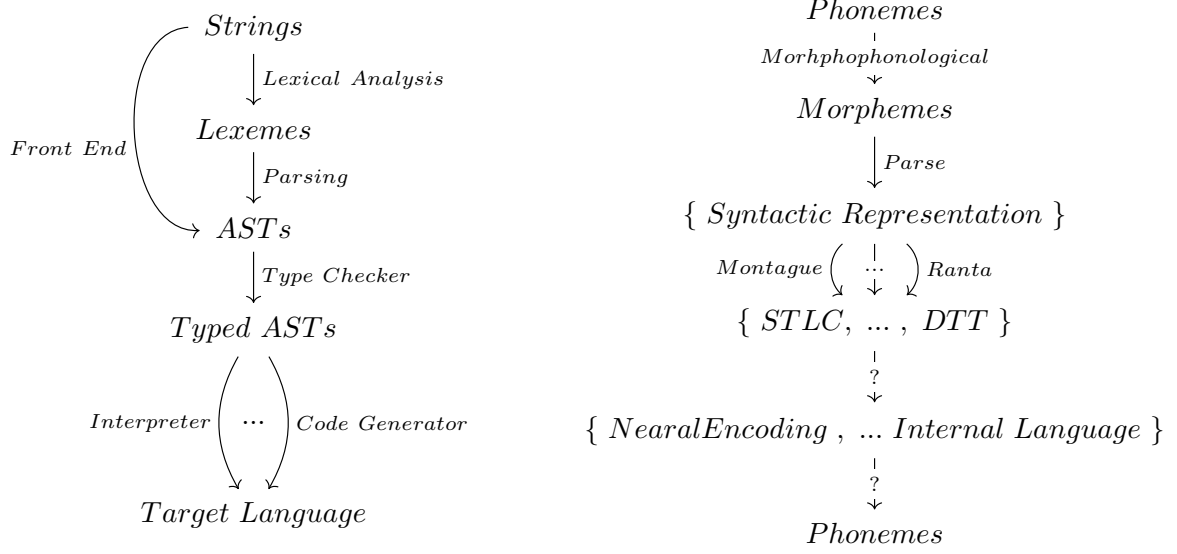 Strings
Lexical Analysis
Lexemes
Front End
Parsing
ASTs
Type Checker
Typed ASTs
Interpreter ... Code Generator
Target Language
Phonemes
Morhphophonological
Morphemes
Parse
{ Syntactic Representation }
Montague ... Ranta
{ STLC, ... , DTT }
?
{ NearalEncoding , ... Internal Language }
?
Phonemes